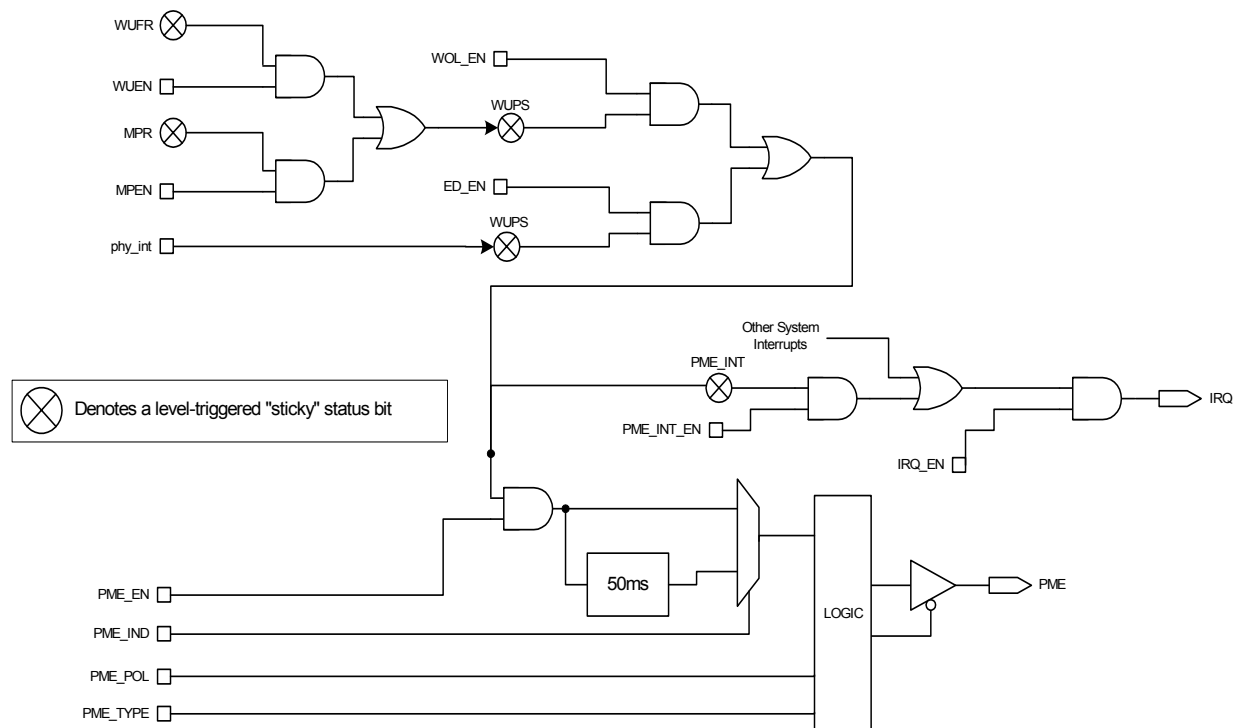 WUFR
WUEN
MPR
MPEN
phy_int
WOL_EN
WUPS
ED_EN
WUPS
Other System
Interrupts
PME_INT
PME_INT_EN
IRQ_EN
IRQ
Denotes a level-triggered "sticky" status bit
50ms
LOGIC
PME
PME_EN
PME_IND
PME_POL
PME_TYPE